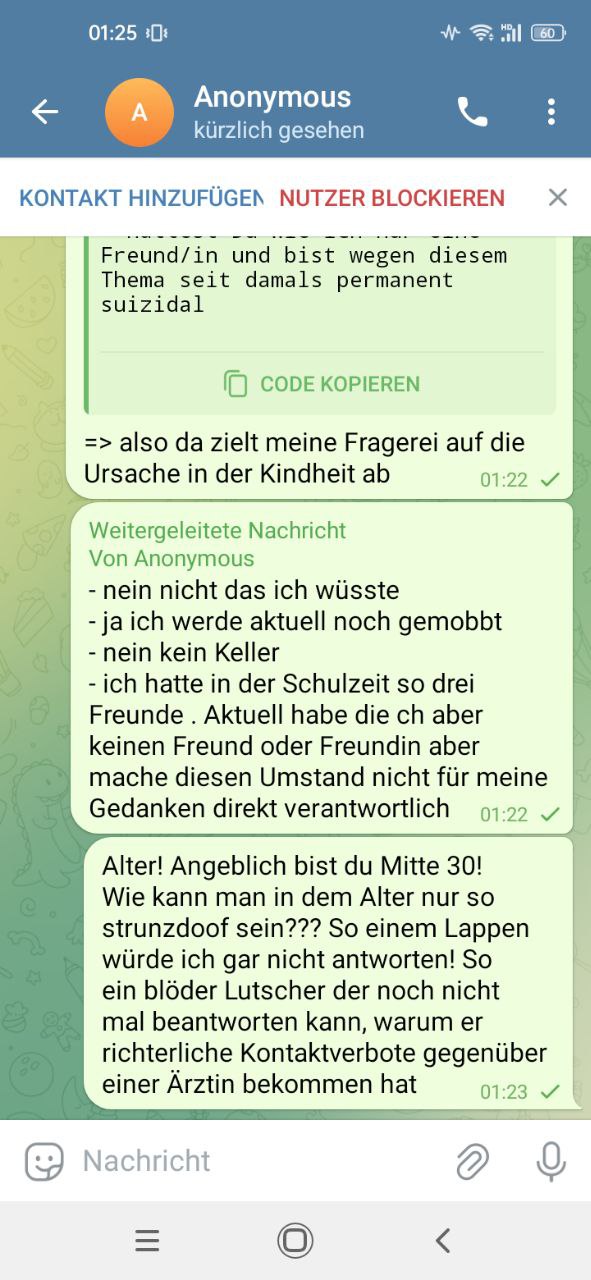 01:25
HD
60
A
Anonymous
kürzlich gesehen
KONTAKT HINZUFÜGEN
NUTZER BLOCKIEREN
Freund/in und bist wegen diesem
Thema seit damals permanent
suizidal
CODE KOPIEREN
=> also da zielt meine Fragerei auf die
Ursache in der Kindheit ab
01:22
Weitergeleitete Nachricht
Von Anonymous
- nein nicht das ich wüsste
- ja ich werde aktuell noch gemobbt
- nein kein Keller
- ich hatte in der Schulzeit so drei
Freunde . Aktuell habe die ch aber
keinen Freund oder Freundin aber
mache diesen Umstand nicht für meine
Gedanken direkt verantwortlich
01:22
Alter! Angeblich bist du Mitte 30!
Wie kann man in dem Alter nur so
strunzdoof sein??? So einem Lappen
würde ich gar nicht antworten! So
ein blöder Lutscher der noch nicht
mal beantworten kann, warum er
richterliche Kontaktverbote gegenüber
einer Ärztin bekommen hat
01:23
Nachricht